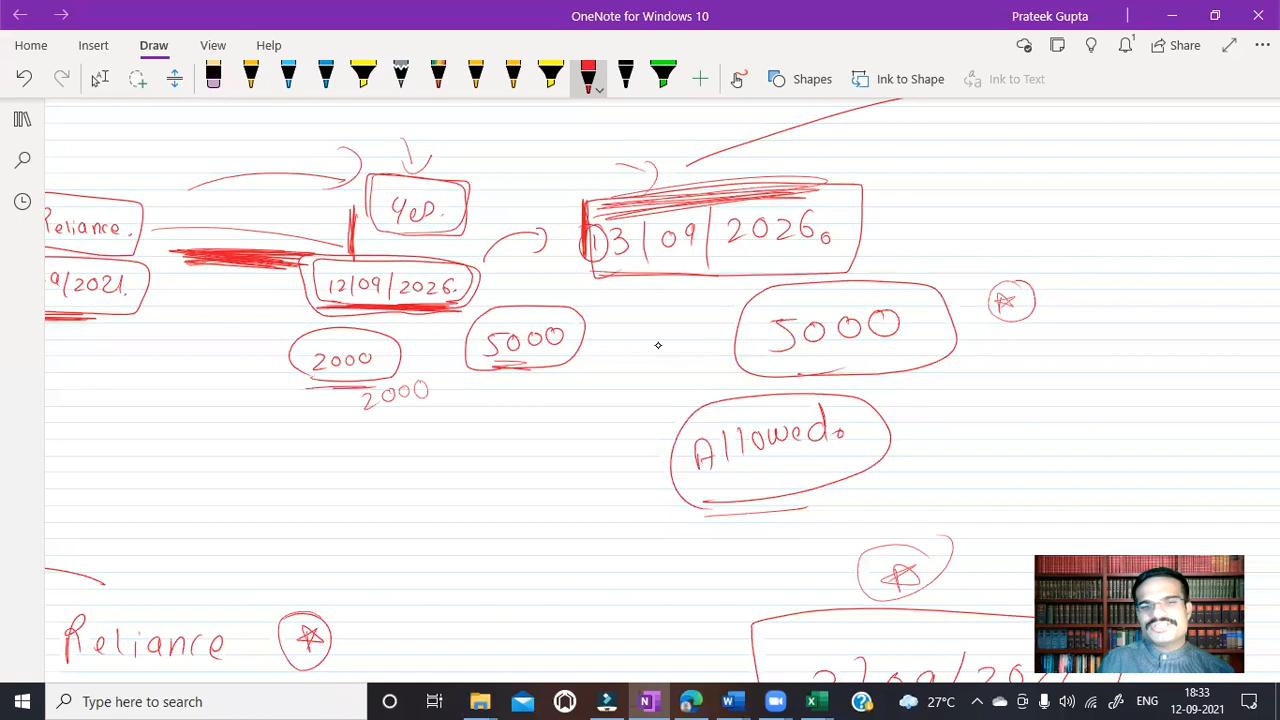 OneNote for Windows 10
Prateek Gupta
Home Insert Draw View Help
Share
Shapes
Ink to Shape
Ink to Text
Yes.
Reliance.
13/09/2026.
12/09/2026.
9/2021.
5000
5000
2000
2000
Allowed.
Reliance
Type here to search
27°C
ENG
18:33
12-09-2021